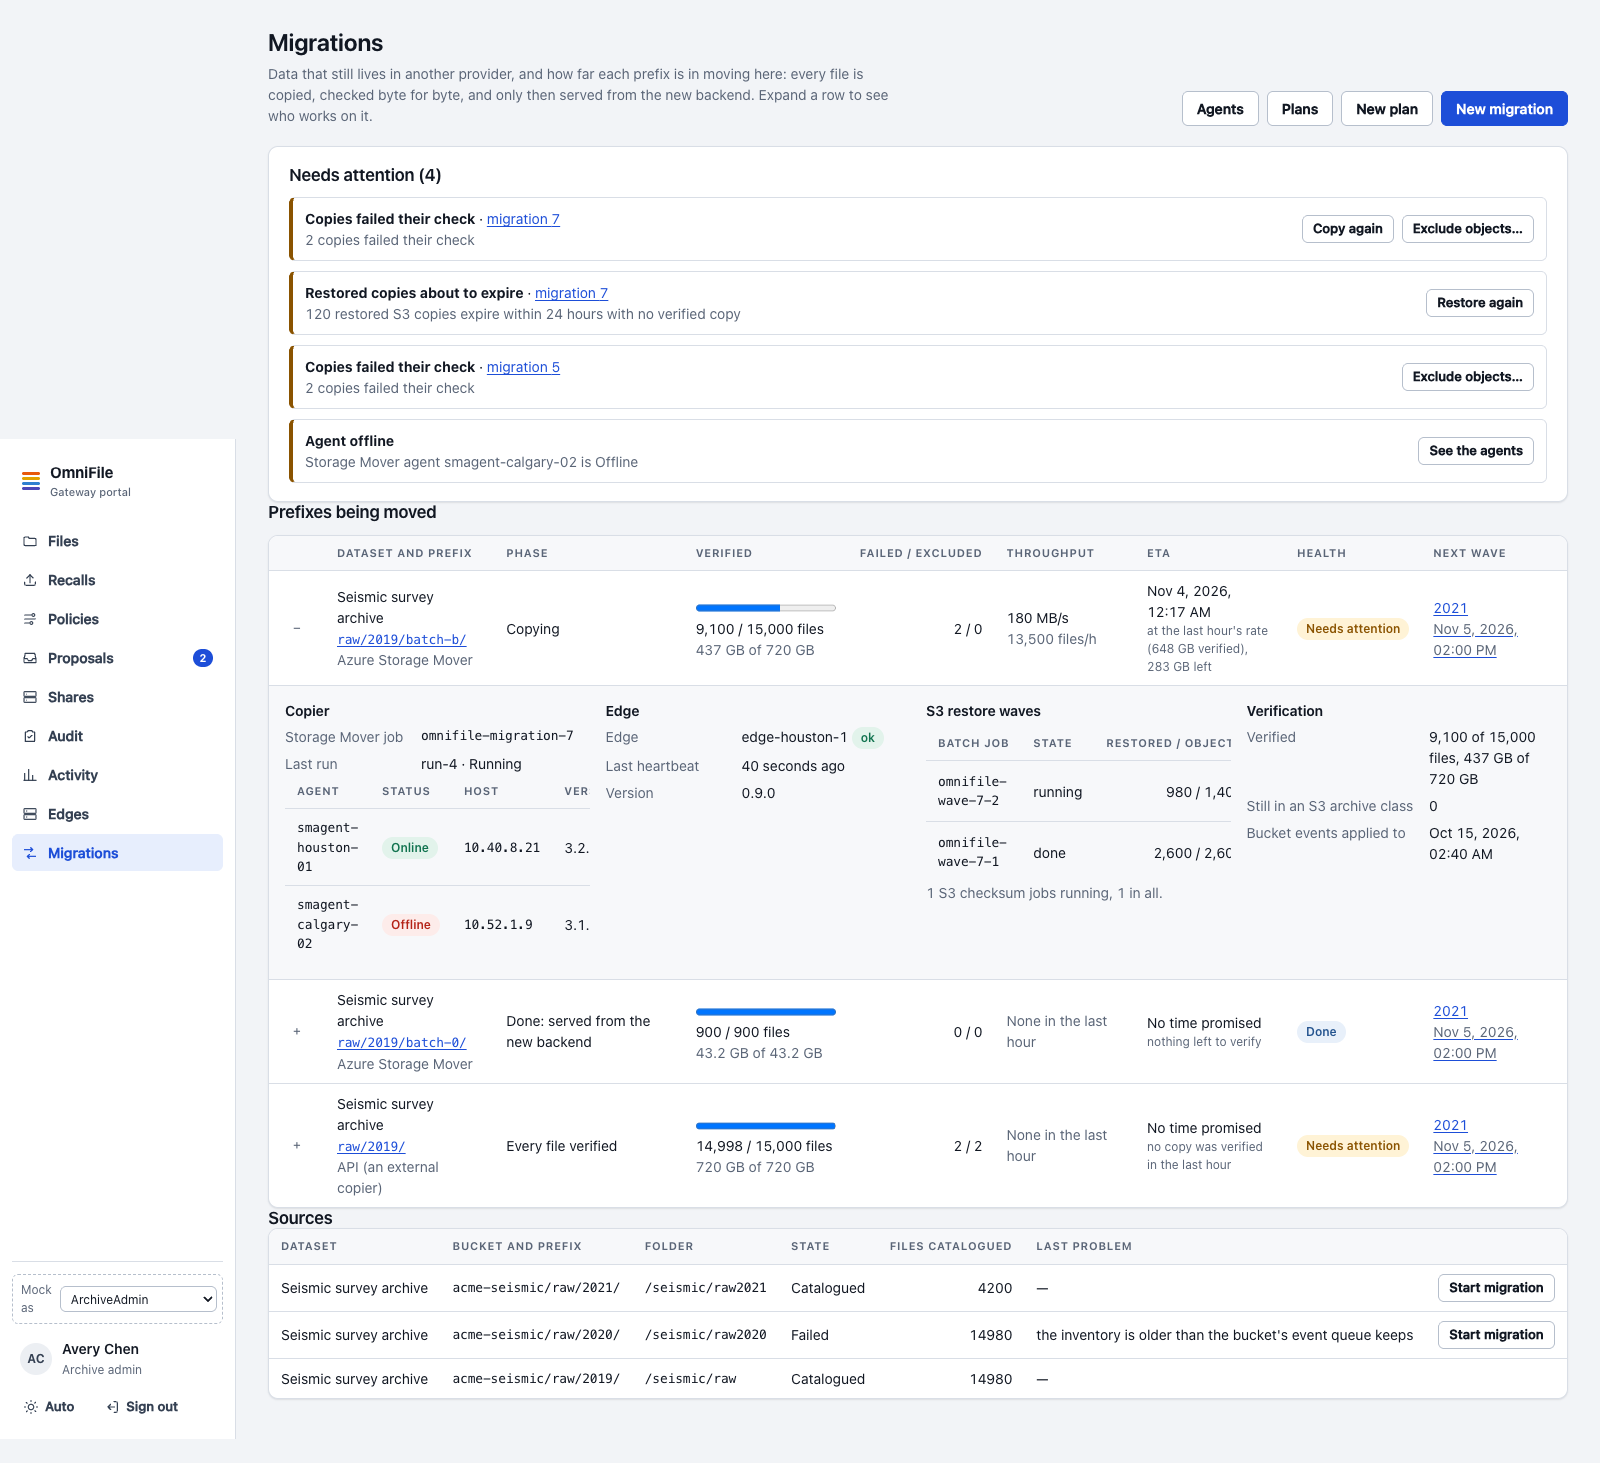 Migrations
Data that still lives in another provider, and how far each prefix is in moving here: every file is
copied, checked byte for byte, and only then served from the new backend. Expand a row to see
who works on it.
Agents
Plans
New plan
New migration
Needs attention (4)
Copies failed their check · migration 7
2 copies failed their check
Copy again
Exclude objects...
Restored copies about to expire · migration 7
120 restored S3 copies expire within 24 hours with no verified copy
Restore again
Copies failed their check · migration 5
2 copies failed their check
Exclude objects...
Agent offline
Storage Mover agent smagent-calgary-02 is Offline
See the agents
OmniFile
Gateway portal
Files
Recalls
Policies
Proposals
2
Shares
Audit
Activity
Edges
Migrations
Mock
as
ArchiveAdmin
AC
Avery Chen
Archive admin
Auto
Sign out
Prefixes being moved
DATASET AND PREFIX
PHASE
VERIFIED
FAILED / EXCLUDED
THROUGHPUT
ETA
HEALTH
NEXT WAVE
−
Seismic survey
archive
raw/2019/batch-b/
Azure Storage Mover
Copying
9,100 / 15,000 files
437 GB of 720 GB
2 / 0
180 MB/s
13,500 files/h
Nov 4, 2026,
12:17 AM
at the last hour's rate
(648 GB verified),
283 GB left
Needs attention
2021
Nov 5, 2026,
02:00 PM
Copier
Storage Mover job
omnifile-migration-7
Last run
run-4 · Running
AGENT
STATUS
HOST
VER
smagent-
houston-
01
Online
10.40.8.21
3.2.
smagent-
calgary-
02
Offline
10.52.1.9
3.1.
Edge
Edge
edge-houston-1
ok
Last heartbeat
40 seconds ago
Version
0.9.0
S3 restore waves
BATCH JOB
STATE
RESTORED / OBJECT
omnifile-
wave-7-2
running
980 / 1,40
omnifile-
wave-7-1
done
2,600 / 2,60
1 S3 checksum jobs running, 1 in all.
Verification
Verified
9,100 of 15,000
files, 437 GB of
720 GB
Still in an S3 archive class
0
Bucket events applied to
Oct 15, 2026,
02:40 AM
+
Seismic survey
archive
raw/2019/batch-0/
Azure Storage Mover
Done: served from the
new backend
900 / 900 files
43.2 GB of 43.2 GB
0 / 0
None in the last
hour
No time promised
nothing left to verify
Done
2021
Nov 5, 2026,
02:00 PM
+
Seismic survey
archive
raw/2019/
API (an external
copier)
Every file verified
14,998 / 15,000 files
720 GB of 720 GB
2 / 2
None in the last
hour
No time promised
no copy was verified
in the last hour
Needs attention
2021
Nov 5, 2026,
02:00 PM
Sources
DATASET
BUCKET AND PREFIX
FOLDER
STATE
FILES CATALOGUED
LAST PROBLEM
Seismic survey archive
acme-seismic/raw/2021/
/seismic/raw2021
Catalogued
4200
—
Start migration
Seismic survey archive
acme-seismic/raw/2020/
/seismic/raw2020
Failed
14980
the inventory is older than the bucket's event queue keeps
Start migration
Seismic survey archive
acme-seismic/raw/2019/
/seismic/raw
Catalogued
14980
—